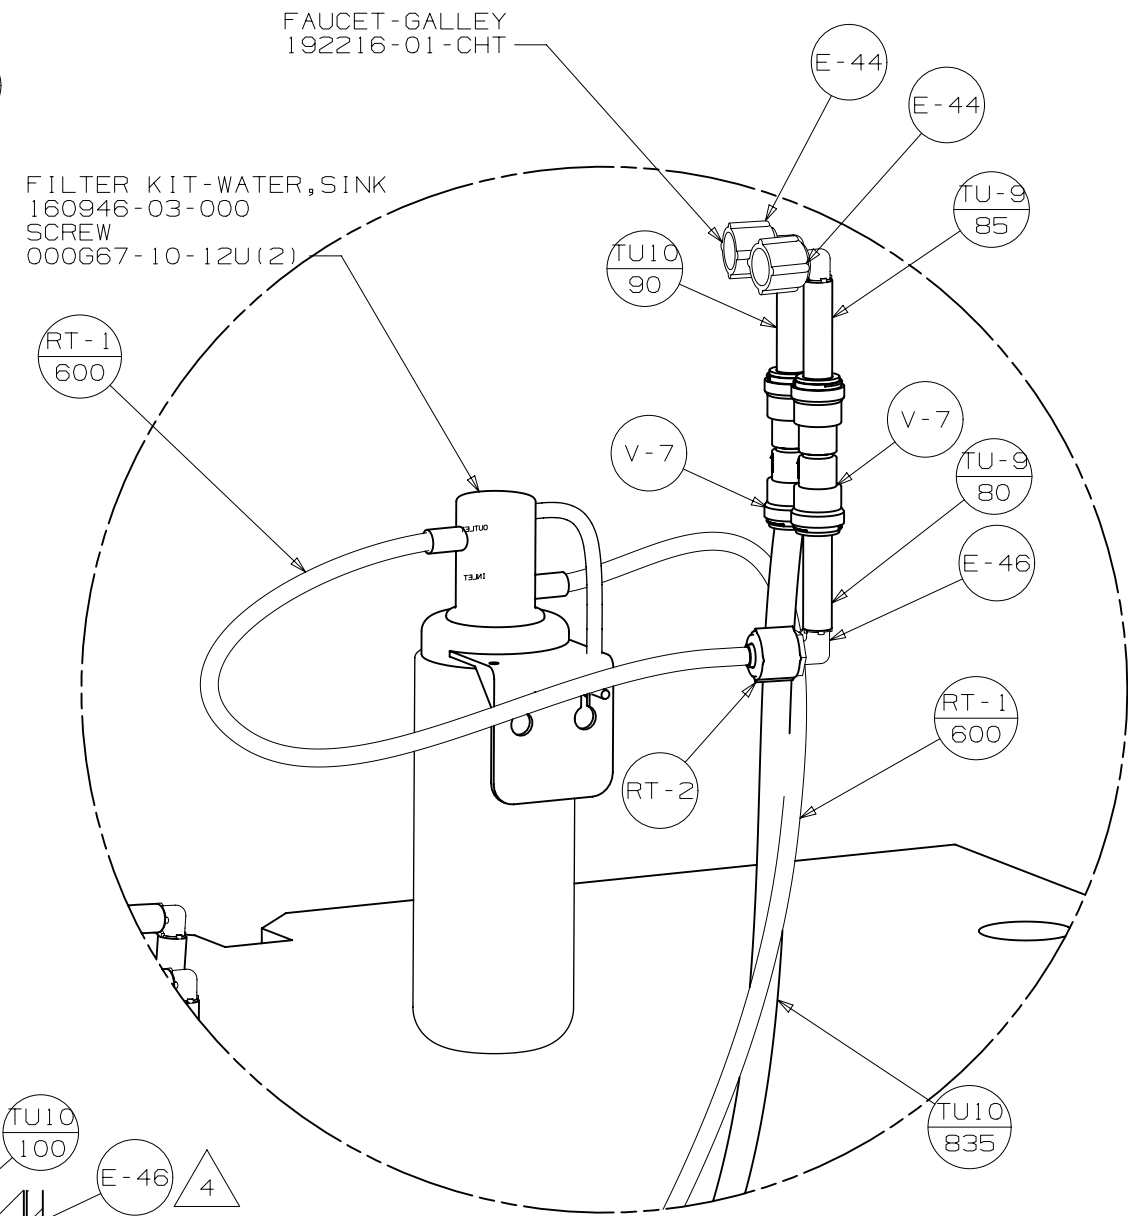 FAUCET-GALLEY
192216-01-CHT
E-44
E-44
FILTER KIT-WATER,SINK
160946-03-000
SCREW
000G67-10-12U(2)
TU-9
85
TU10
90
RT-1
600
V-7
V-7
TU-9
80
OUTLET
INLET
E-46
RT-1
600
RT-2
TU10
835
TU10
100
E-46
4